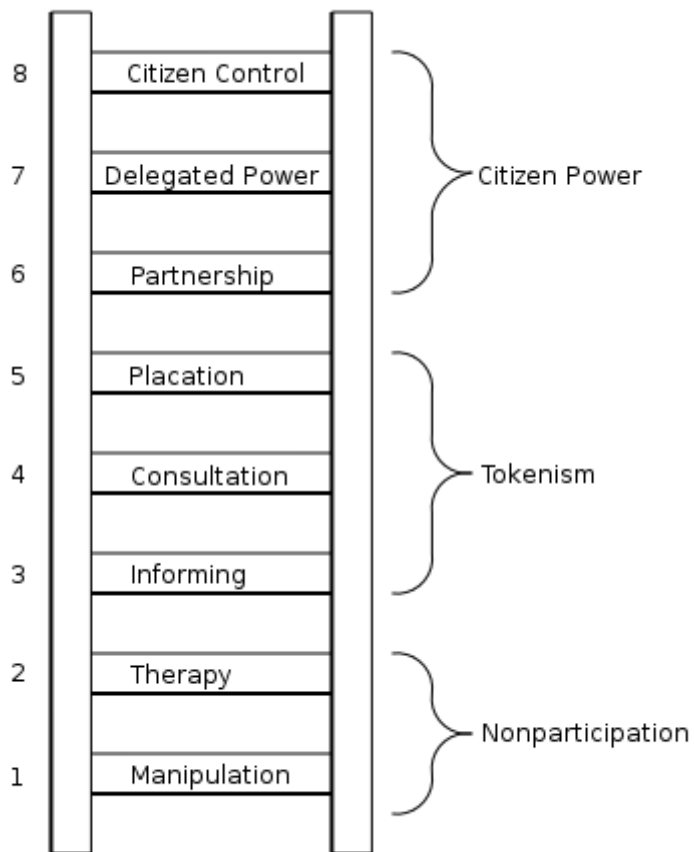 8 Citizen Control
7 Delegated Power Citizen Power
6 Partnership
5 Placation
4 Consultation Tokenism
3 Informing
2 Therapy
Nonparticipation
1 Manipulation